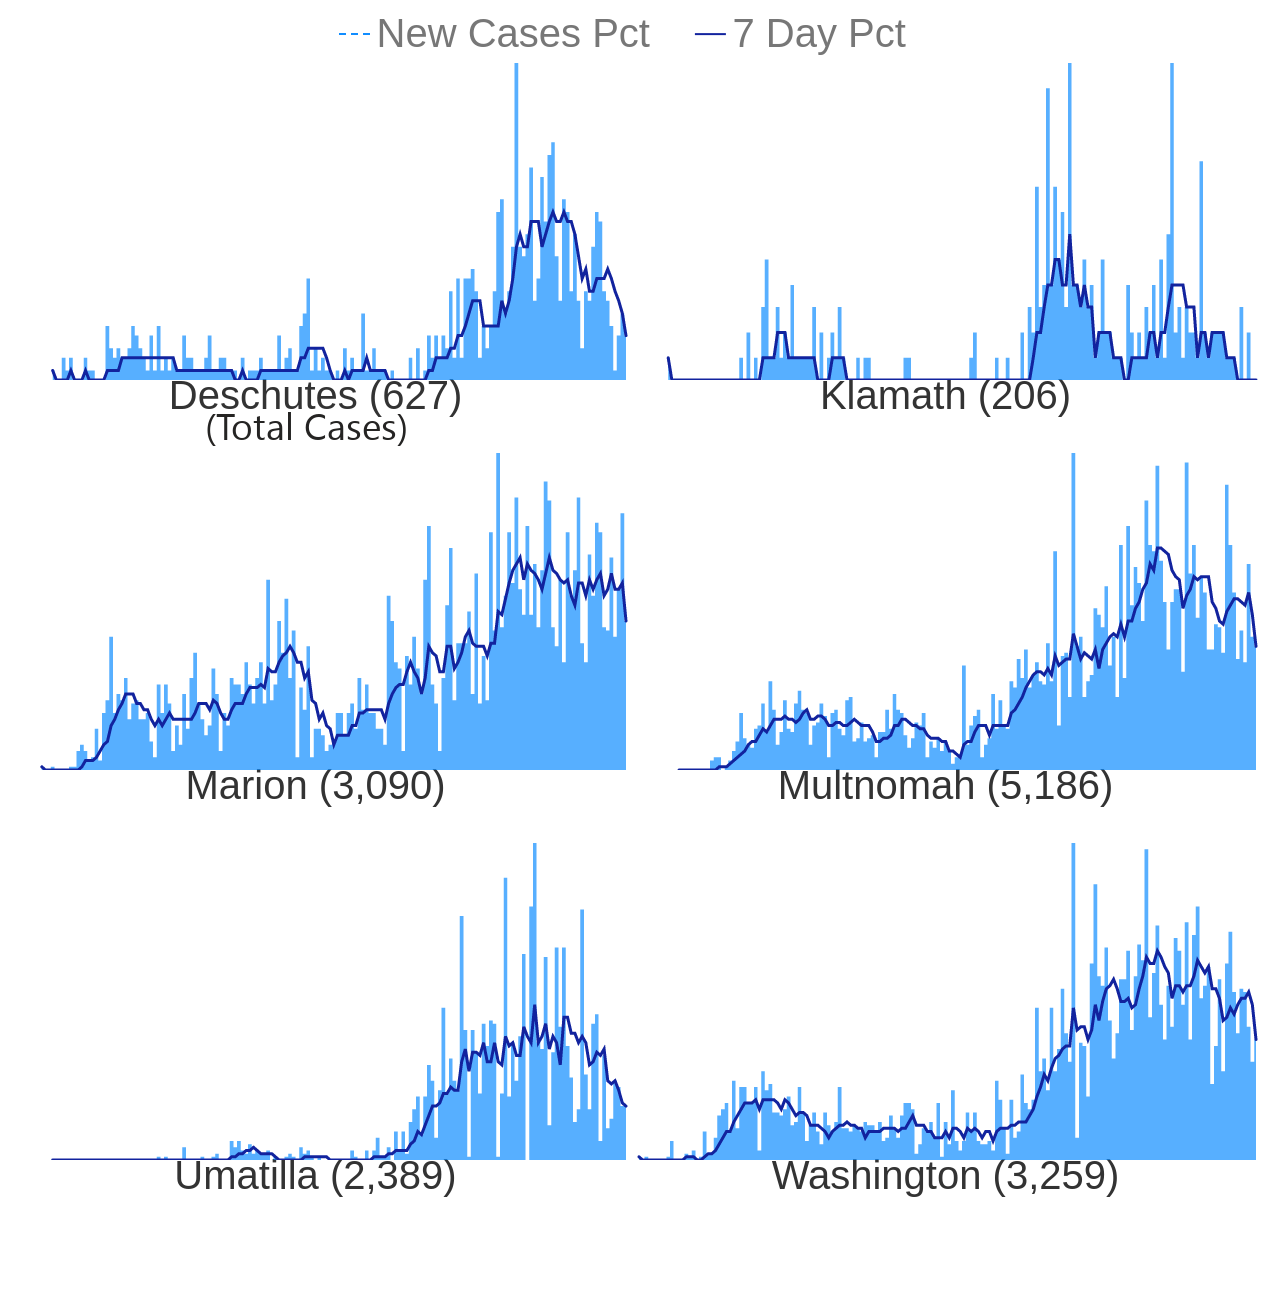 New Cases Pct 7 Day Pct
Deschutes (627) Klamath (206)
(Total Cases)
Marion (3,090) Multnomah (5,186)
Umatilla (2,389) Washington (3,259)